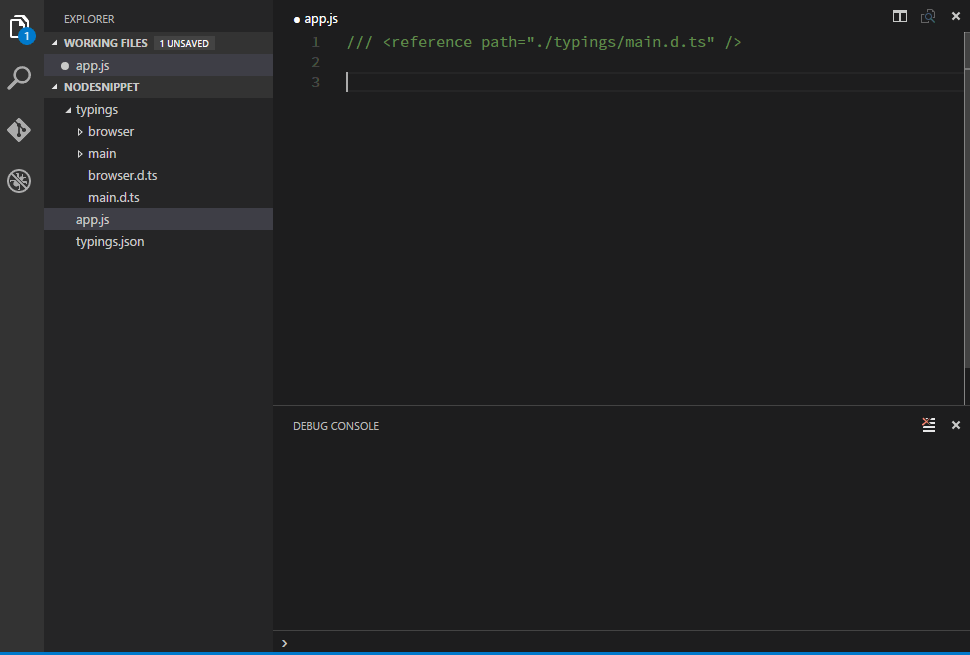 EXPLORER
WORKING FILES 1 UNSAVED
app.js
NODESNIPPET
typings
browser
main
browser.d.ts
main.d.ts
app.js
typings.json
1
app.js
1 /// <reference path="./typings/main.d.ts" />
2
3
DEBUG CONSOLE